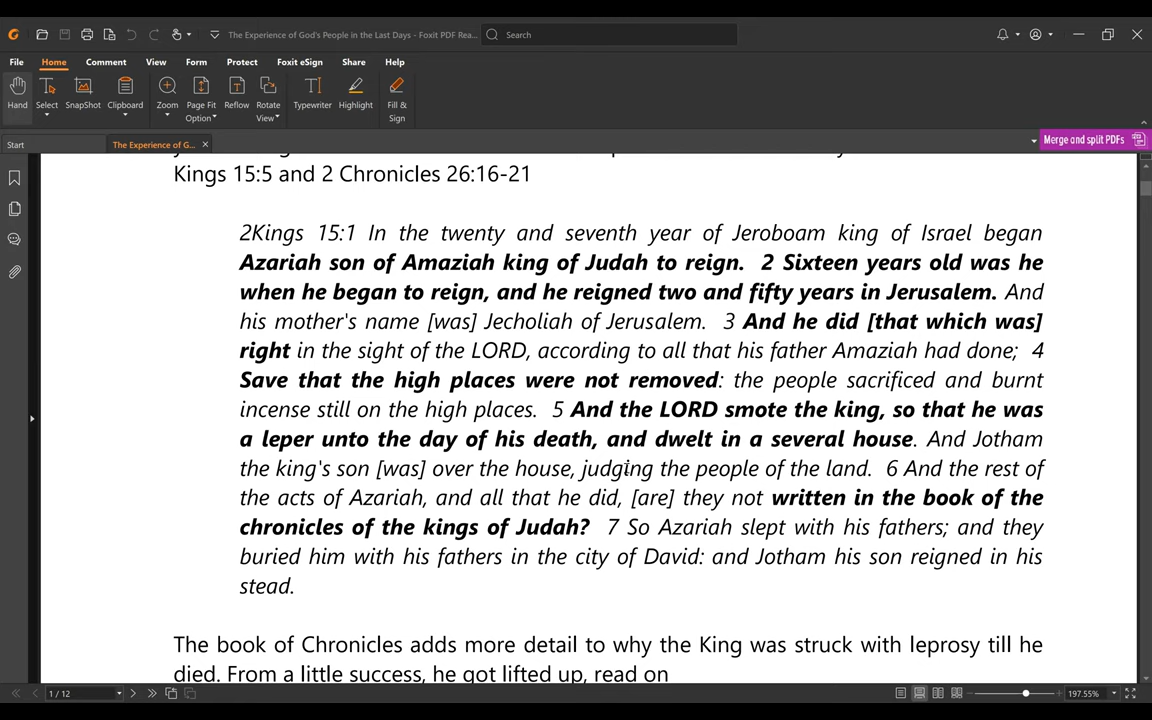 The Experience of God's People in the Last Days - Foxit PDF Rea...
Search
File Home Comment View Form Protect Foxit eSign Share Help
Hand Select SnapShot Clipboard Zoom Page Fit Option Reflow Rotate View Typewriter Highlight Fill & Sign
Start
The Experience of G...
Merge and split PDFs
Kings 15:5 and 2 Chronicles 26:16-21
2Kings 15:1 In the twenty and seventh year of Jeroboam king of Israel began
Azariah son of Amaziah king of Judah to reign. 2 Sixteen years old was he
when he began to reign, and he reigned two and fifty years in Jerusalem. And
his mother's name [was] Jecholiah of Jerusalem. 3 And he did [that which was]
right in the sight of the LORD, according to all that his father Amaziah had done; 4
Save that the high places were not removed: the people sacrificed and burnt
incense still on the high places. 5 And the LORD smote the king, so that he was
a leper unto the day of his death, and dwelt in a several house. And Jotham
the king's son [was] over the house, judging the people of the land. 6 And the rest of
the acts of Azariah, and all that he did, [are] they not written in the book of the
chronicles of the kings of Judah? 7 So Azariah slept with his fathers; and they
buried him with his fathers in the city of David: and Jotham his son reigned in his
stead.
The book of Chronicles adds more detail to why the King was struck with leprosy till he
died. From a little success, he got lifted up, read on
1 / 12
197.55%